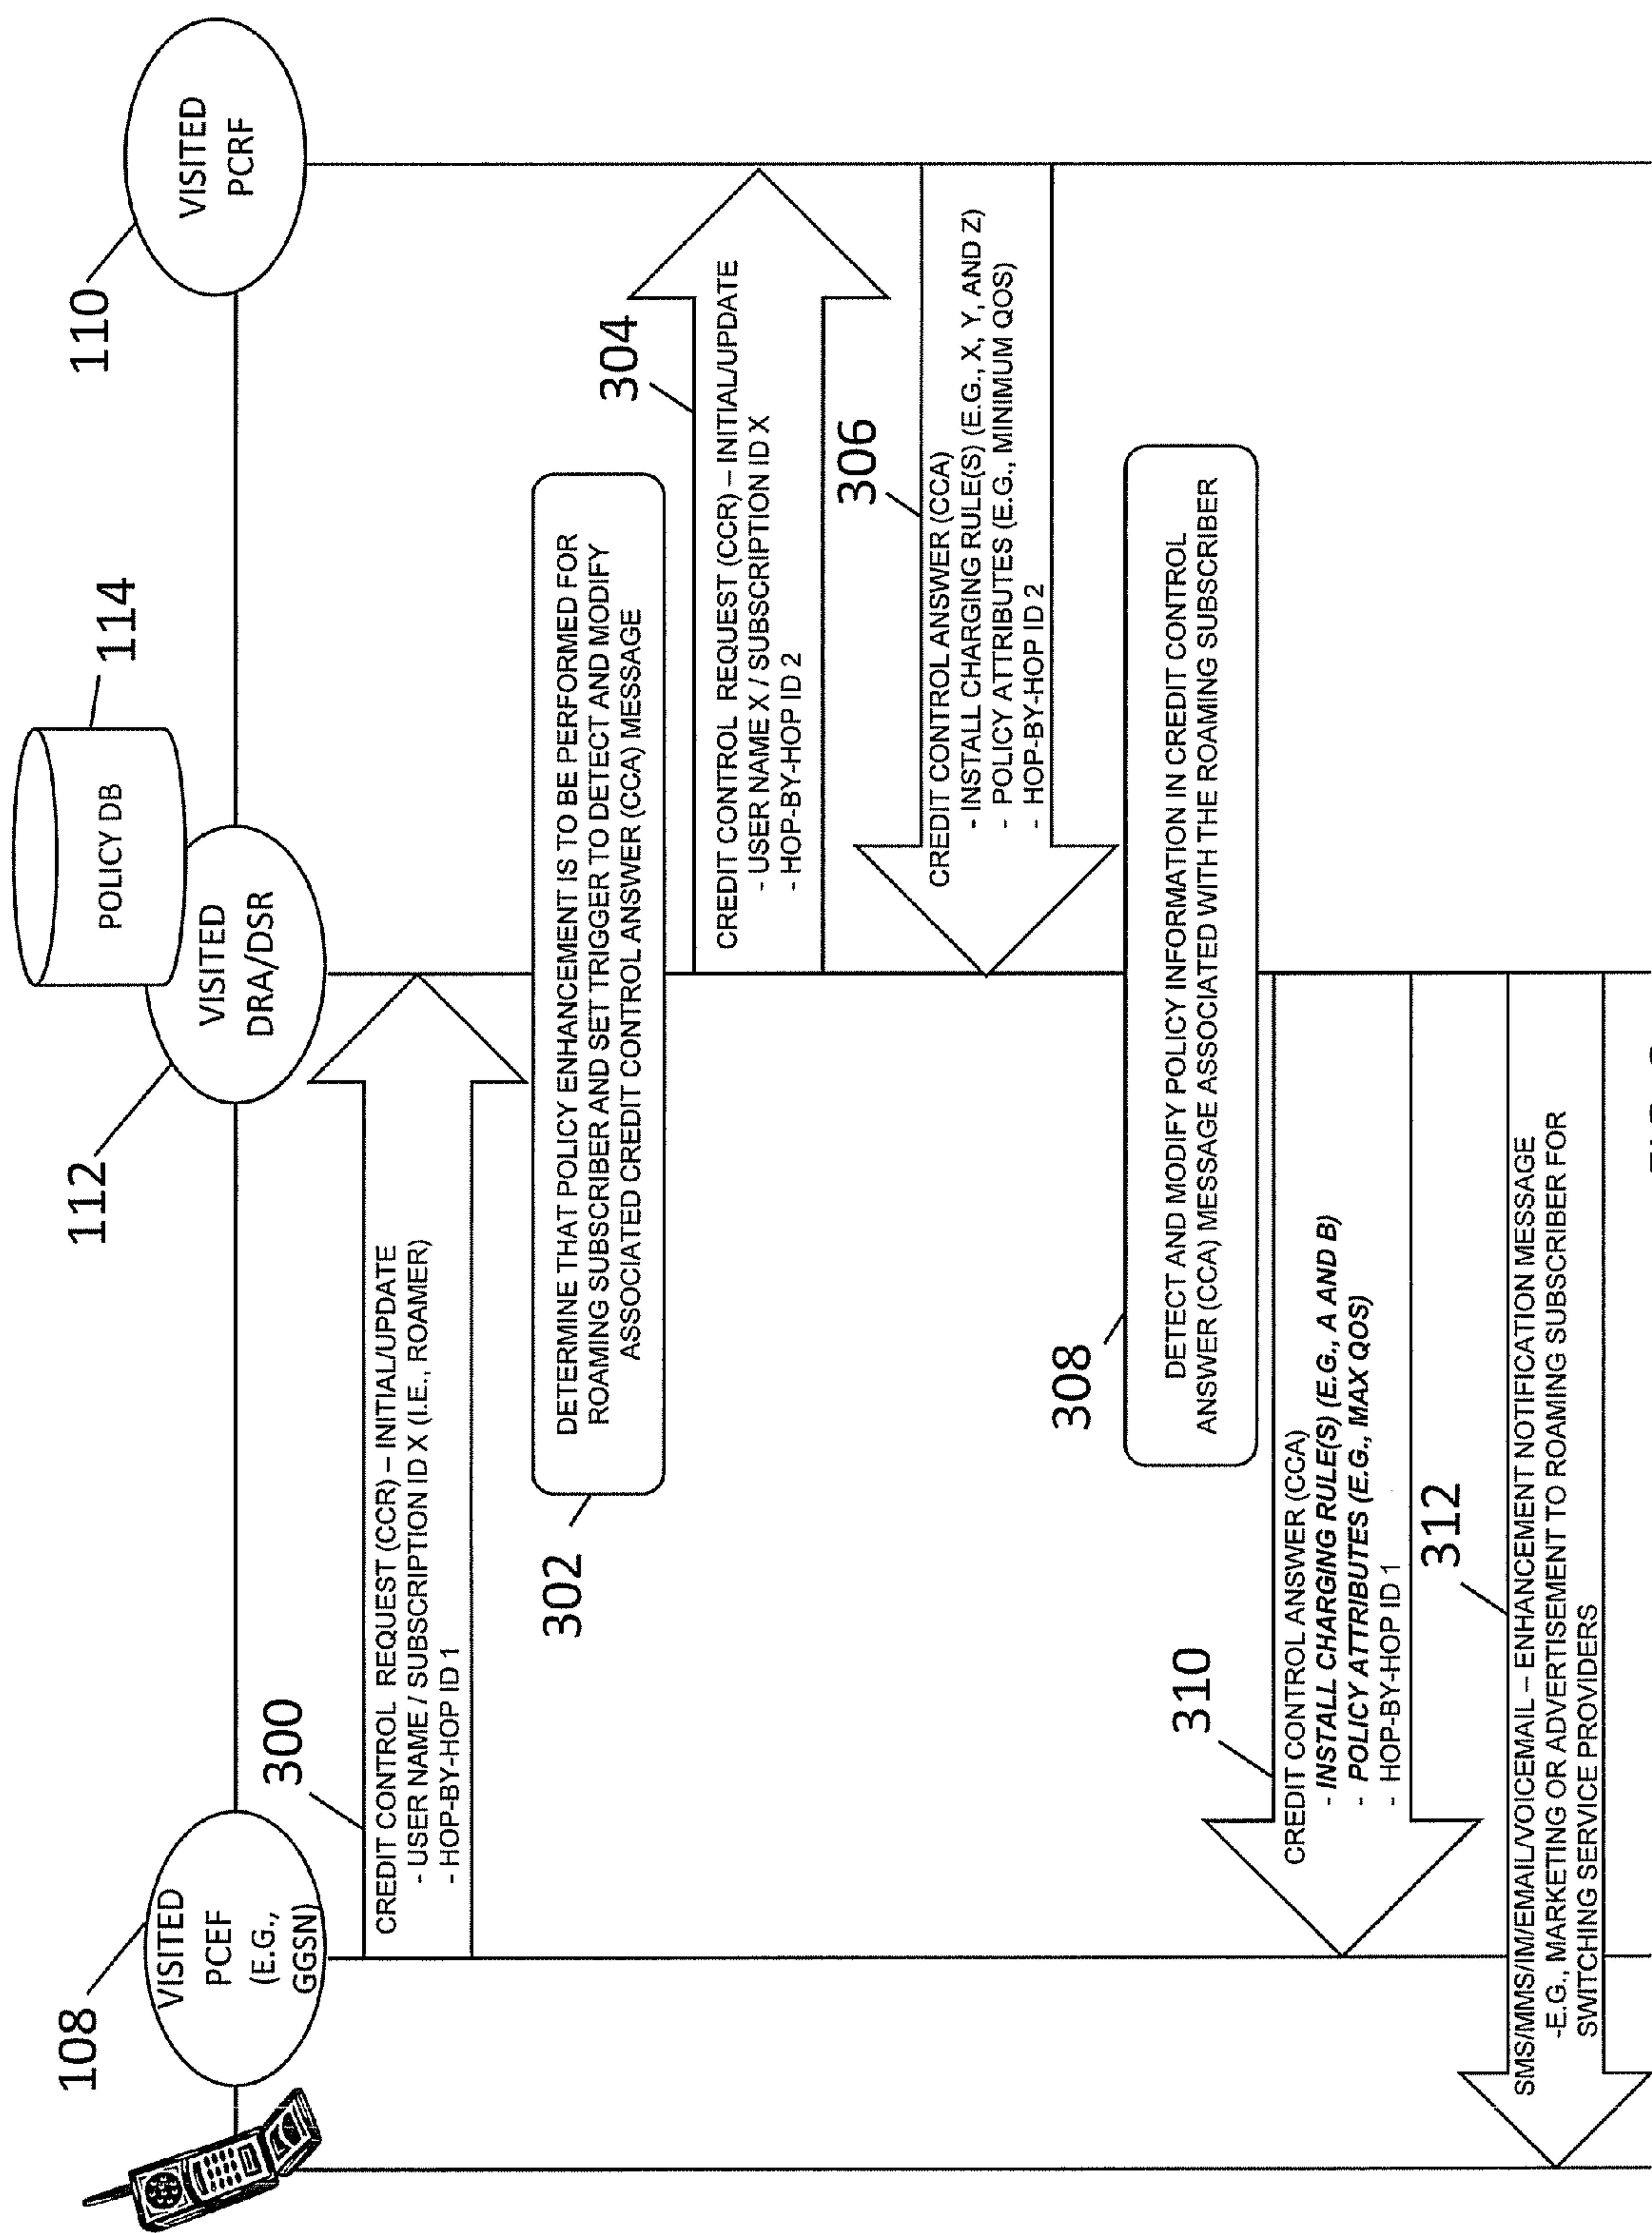 POLICY DB
114
108
112
110
VISITED
PCEF
(E.G.,
GGSN)
VISITED
DRA/DSR
VISITED
PCRF
300
CREDIT CONTROL REQUEST (CCR) – INITIAL/UPDATE
- USER NAME / SUBSCRIPTION ID X (I.E., ROAMER)
- HOP-BY-HOP ID 1
302
DETERMINE THAT POLICY ENHANCEMENT IS TO BE PERFORMED FOR
ROAMING SUBSCRIBER AND SET TRIGGER TO DETECT AND MODIFY
ASSOCIATED CREDIT CONTROL ANSWER (CCA) MESSAGE
304
CREDIT CONTROL REQUEST (CCR) – INITIAL/UPDATE
- USER NAME X / SUBSCRIPTION ID X
- HOP-BY-HOP ID 2
306
CREDIT CONTROL ANSWER (CCA)
- INSTALL CHARGING RULE(S) (E.G., X, Y, AND Z)
- POLICY ATTRIBUTES (E.G., MINIMUM QOS)
- HOP-BY-HOP ID 2
308
DETECT AND MODIFY POLICY INFORMATION IN CREDIT CONTROL
ANSWER (CCA) MESSAGE ASSOCIATED WITH THE ROAMING SUBSCRIBER
310
CREDIT CONTROL ANSWER (CCA)
- INSTALL CHARGING RULE(S) (E.G., A AND B)
- POLICY ATTRIBUTES (E.G., MAX QOS)
- HOP-BY-HOP ID 1
312
SMS/MMS/IM/EMAIL/VOICEMAIL – ENHANCEMENT NOTIFICATION MESSAGE
-E.G., MARKETING OR ADVERTISEMENT TO ROAMING SUBSCRIBER FOR
SWITCHING SERVICE PROVIDERS